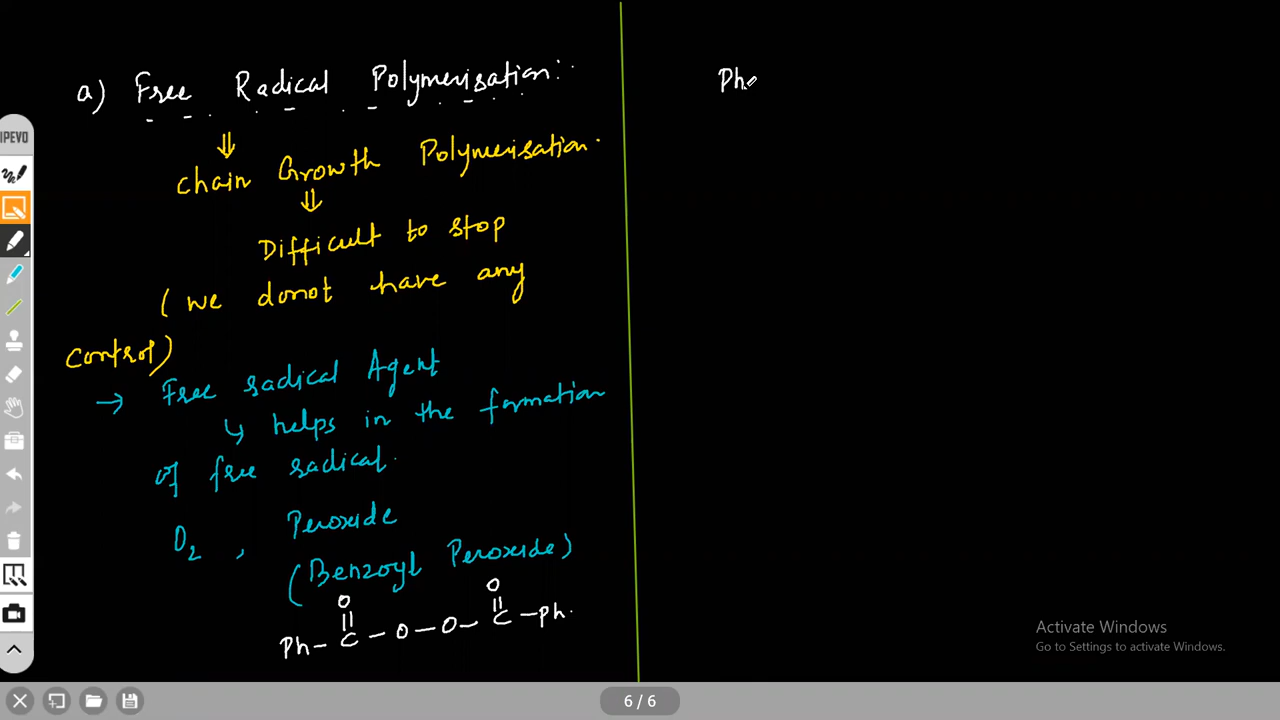 a) Free Radical Polymerisation:
⇓
chain Growth Polymerisation.
⇓
Difficult to stop
(we donot have any
control)
→ Free radical Agent
↳ helps in the formation
of free radical.
O₂, Peroxide
(Benzoyl Peroxide)
O O
|| ||
Ph – C – O – O – C – Ph.
Ph
IPEVO
Activate Windows
Go to Settings to activate Windows.
6 / 6